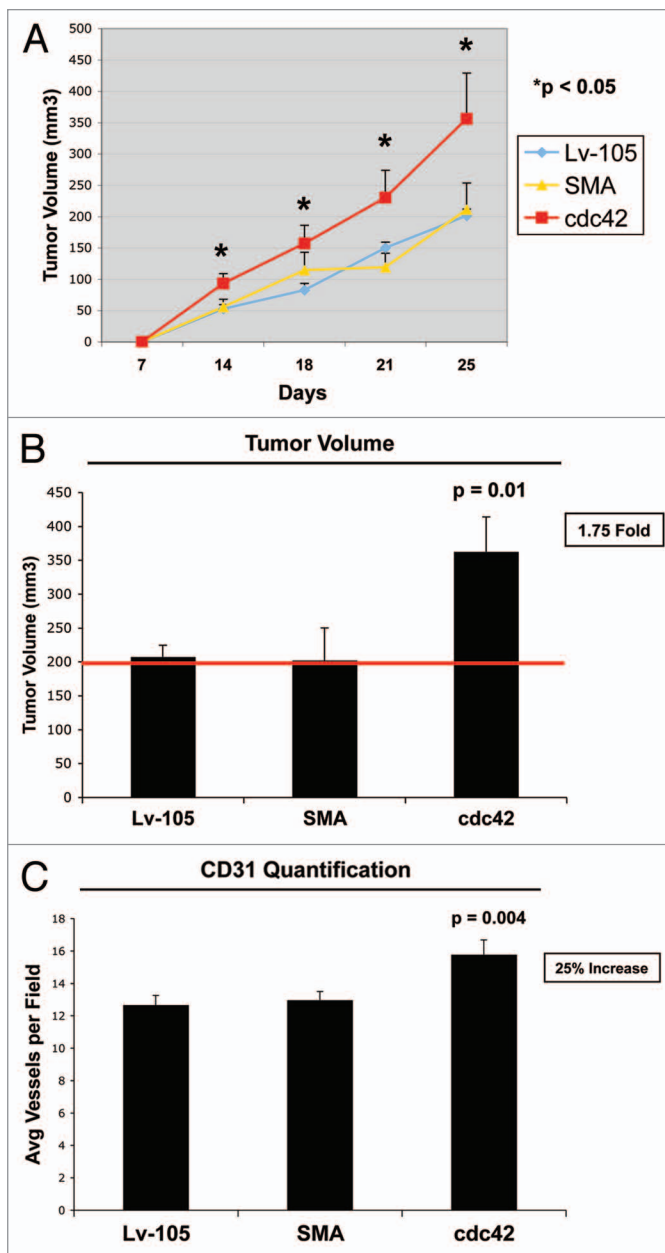 A
500
450
400
350
300
250
200
150
100
50
0
Tumor Volume (mm3)
* * * *
7 14 18 21 25
Days
*p < 0.05
Lv-105
SMA
cdc42
B
Tumor Volume
450
400
350
300
250
200
150
100
50
0
Tumor Volume (mm3)
p = 0.01
1.75 Fold
Lv-105 SMA cdc42
C
CD31 Quantification
18
16
14
12
10
8
6
4
2
0
Avg Vessels per Field
p = 0.004
25% Increase
Lv-105 SMA cdc42